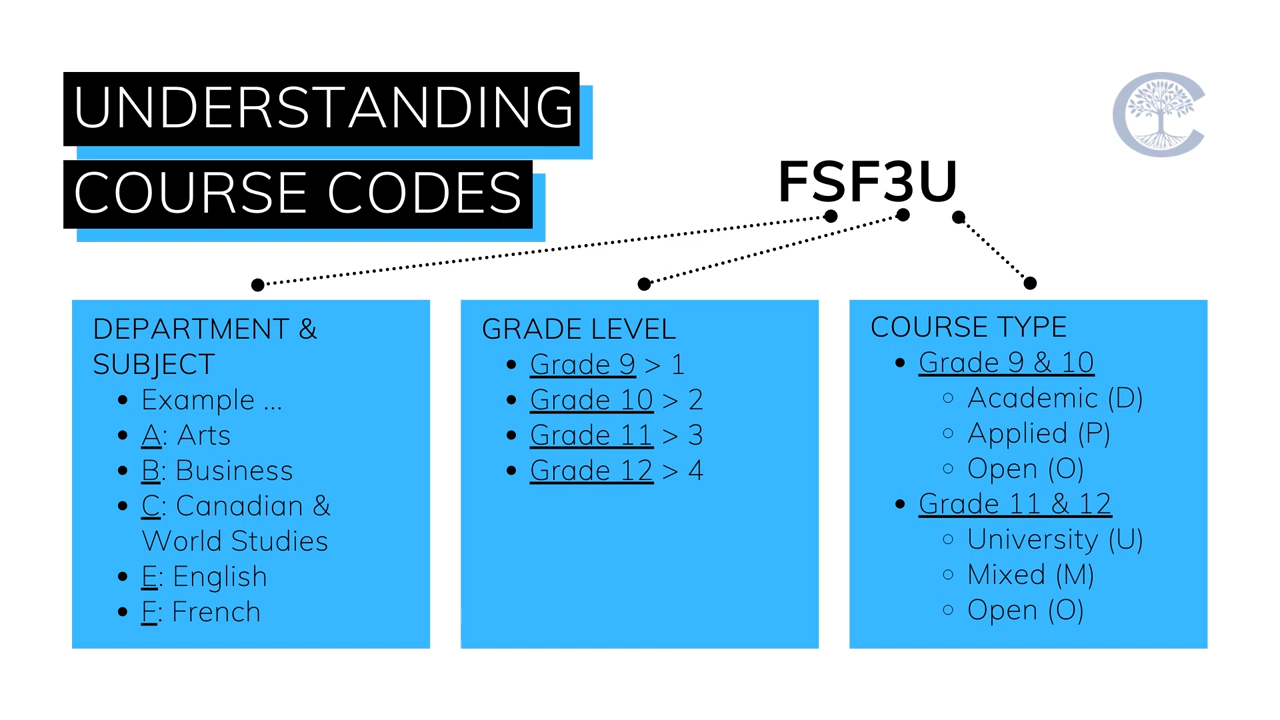 UNDERSTANDING
COURSE CODES
FSF3U
DEPARTMENT &
SUBJECT
Example ...
A: Arts
B: Business
C: Canadian &
World Studies
E: English
F: French
GRADE LEVEL
Grade 9 > 1
Grade 10 > 2
Grade 11 > 3
Grade 12 > 4
COURSE TYPE
Grade 9 & 10
Academic (D)
Applied (P)
Open (O)
Grade 11 & 12
University (U)
Mixed (M)
Open (O)